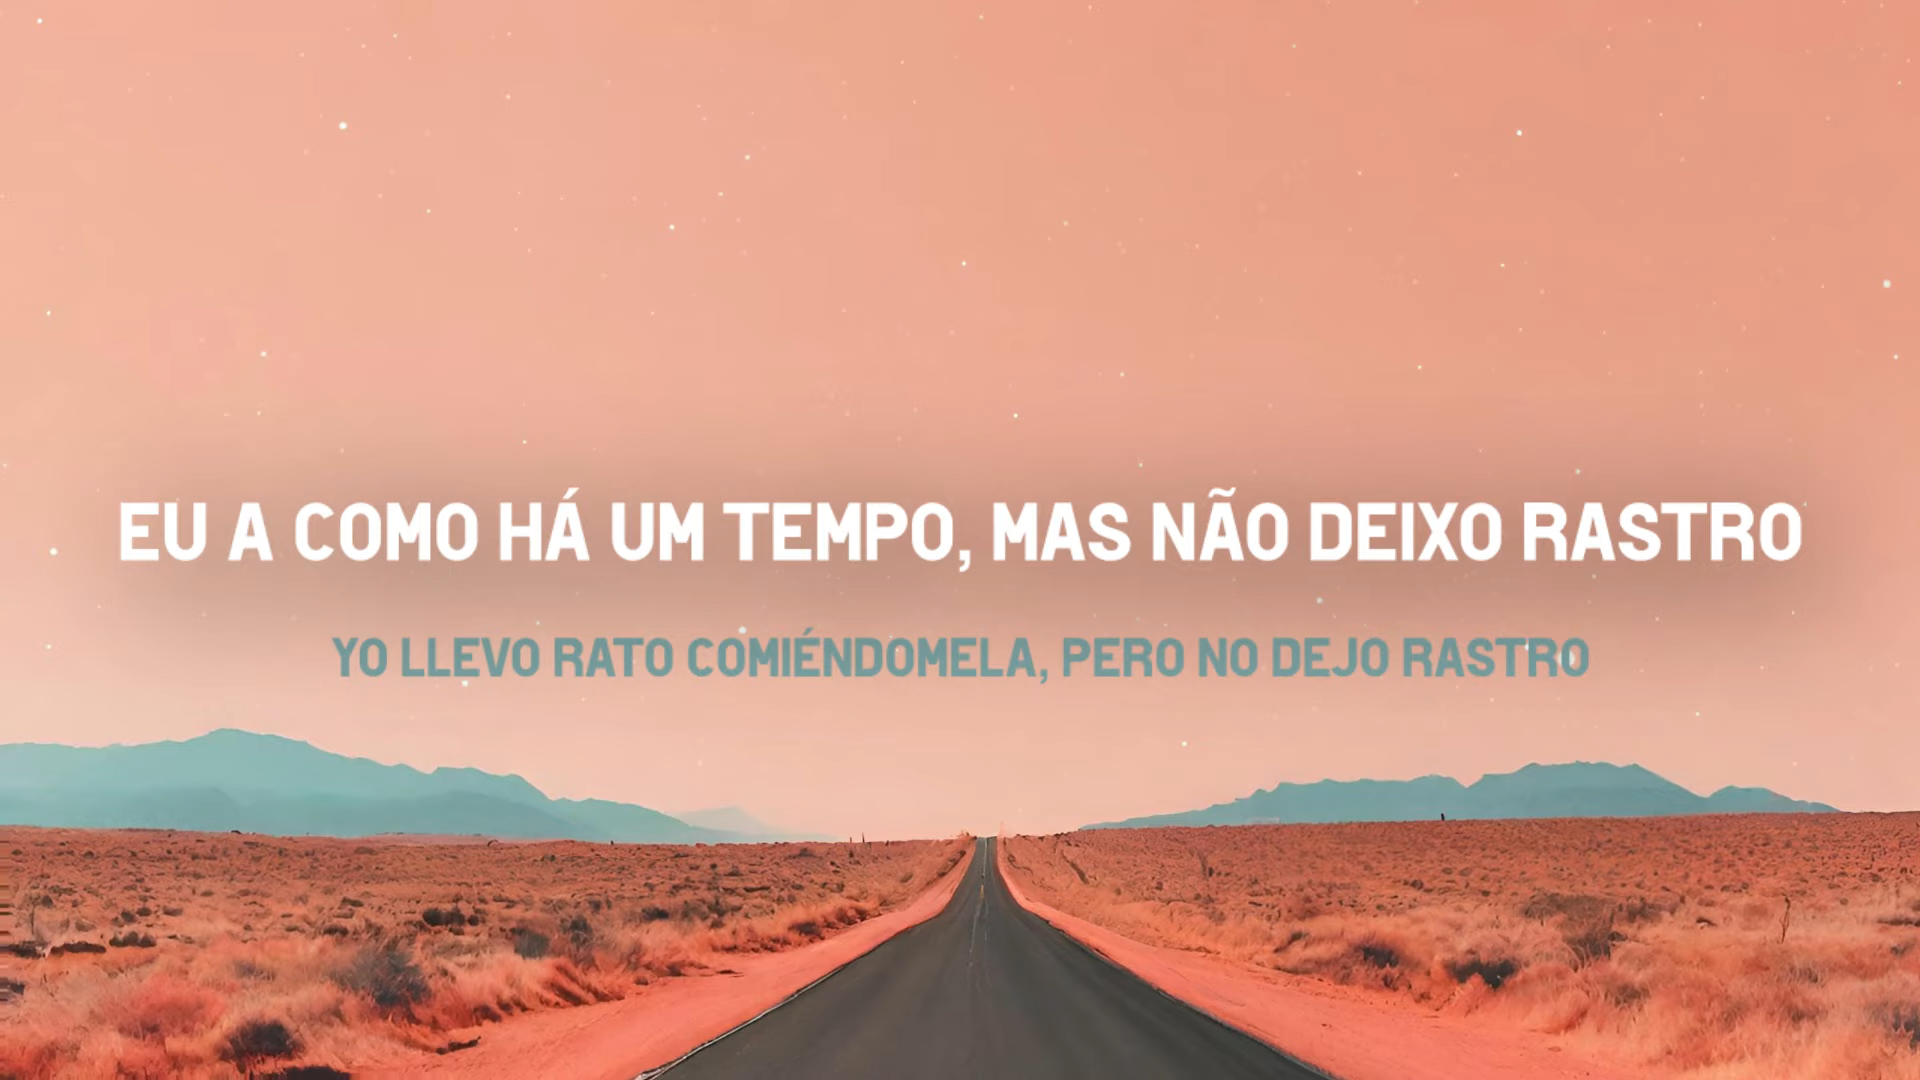 EU A COMO HÁ UM TEMPO, MAS NÃO DEIXO RASTRO
YO LLEVO RATO COMIÉNDOMELA, PERO NO DEJO RASTRO